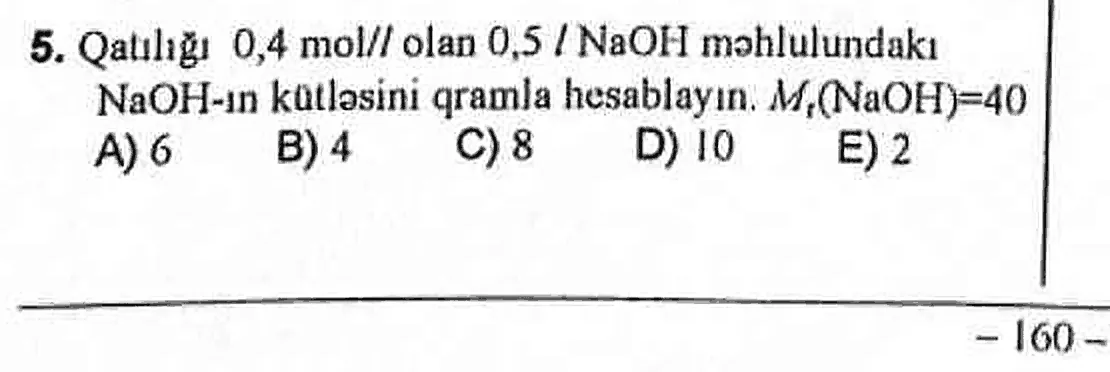 5. Qatılığı 0,4 mol/l olan 0,5 l NaOH məhlulundakı
NaOH-ın kütləsini qramla hesablayın. Mr(NaOH)=40
A) 6 B) 4 C) 8 D) 10 E) 2
– 160 –